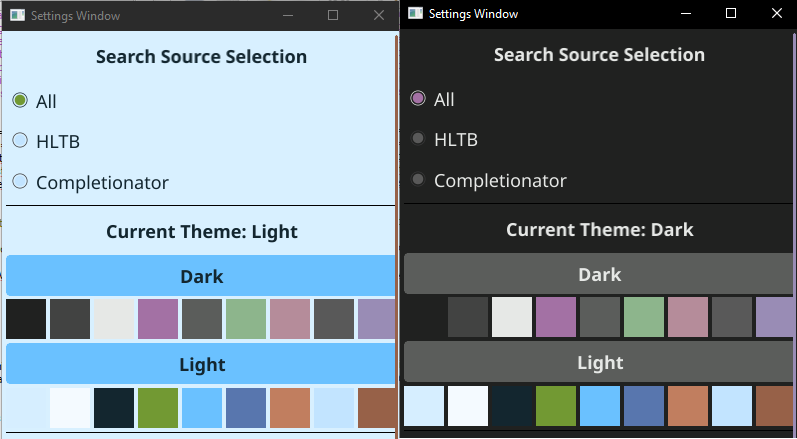 Settings Window
Search Source Selection
All
HLTB
Completionator
Current Theme: Light
Dark
Light
Settings Window
Search Source Selection
All
HLTB
Completionator
Current Theme: Dark
Dark
Light